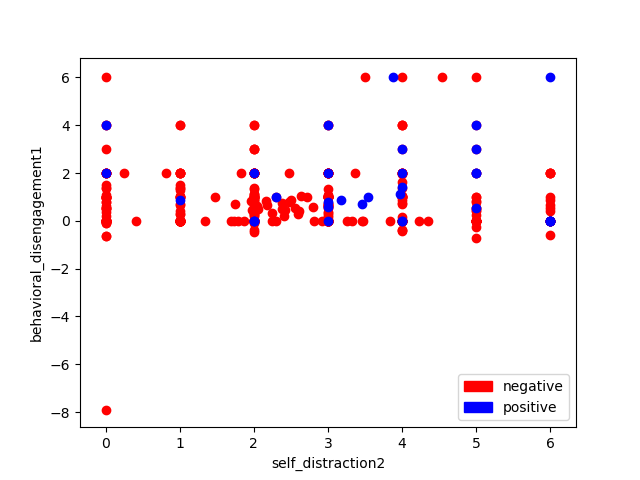 6
4
2
0
−2
−4
−6
−8
behavioral_disengagement1
negative
positive
0 1 2 3 4 5 6
self_distraction2